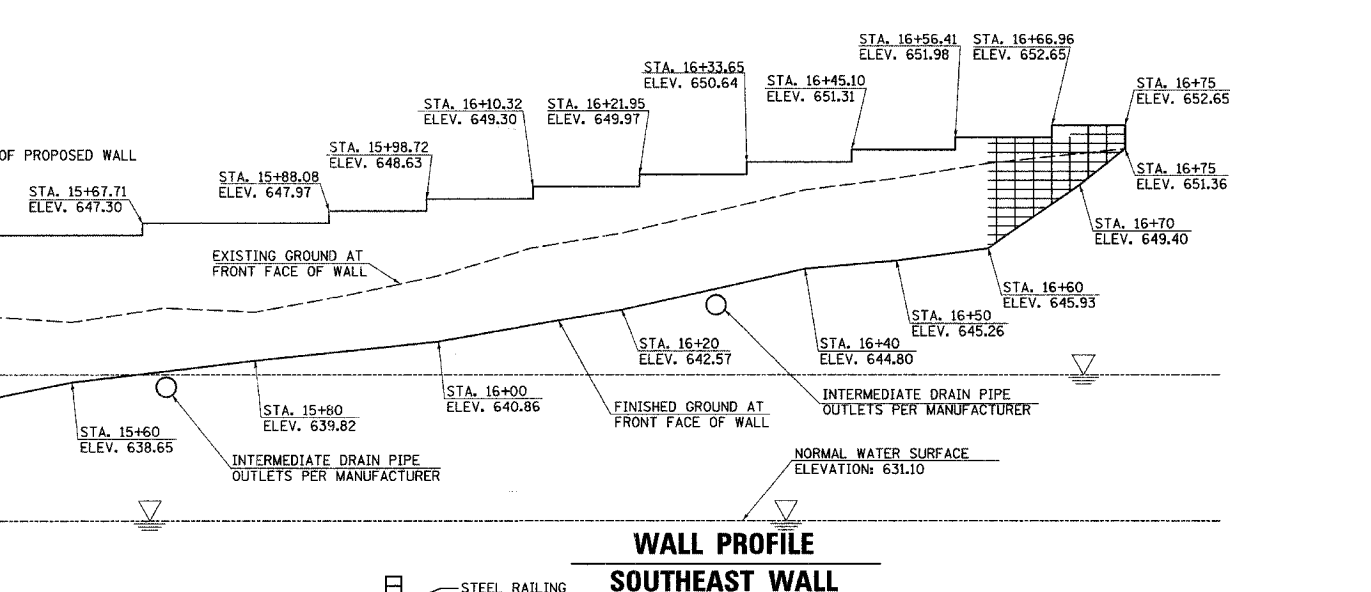 STA. 16+56.41
ELEV. 651.98
STA. 16+66.96
ELEV. 652.65
STA. 16+33.65
ELEV. 650.64
STA. 16+45.10
ELEV. 651.31
STA. 16+75
ELEV. 652.65
STA. 16+10.32
ELEV. 649.30
STA. 16+21.95
ELEV. 649.97
STA. 15+98.72
ELEV. 648.63
OF PROPOSED WALL
STA. 15+88.08
ELEV. 647.97
STA. 15+67.71
ELEV. 647.30
STA. 16+75
ELEV. 651.36
STA. 16+70
ELEV. 649.40
EXISTING GROUND AT
FRONT FACE OF WALL
STA. 16+60
ELEV. 645.93
STA. 16+50
ELEV. 645.26
STA. 16+40
ELEV. 644.80
STA. 16+20
ELEV. 642.57
STA. 16+00
ELEV. 640.86
STA. 15+80
ELEV. 639.82
STA. 15+60
ELEV. 638.65
FINISHED GROUND AT
FRONT FACE OF WALL
INTERMEDIATE DRAIN PIPE
OUTLETS PER MANUFACTURER
INTERMEDIATE DRAIN PIPE
OUTLETS PER MANUFACTURER
NORMAL WATER SURFACE
ELEVATION: 631.10
WALL PROFILE
SOUTHEAST WALL
STEEL RAILING